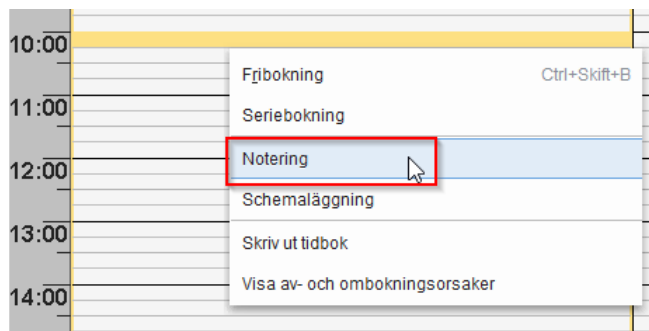 10:00
Fribokning Ctrl+Skift+B
11:00
Seriebokning
Notering
12:00
Schemaläggning
13:00
Skriv ut tidbok
Visa av- och ombokningsorsaker
14:00